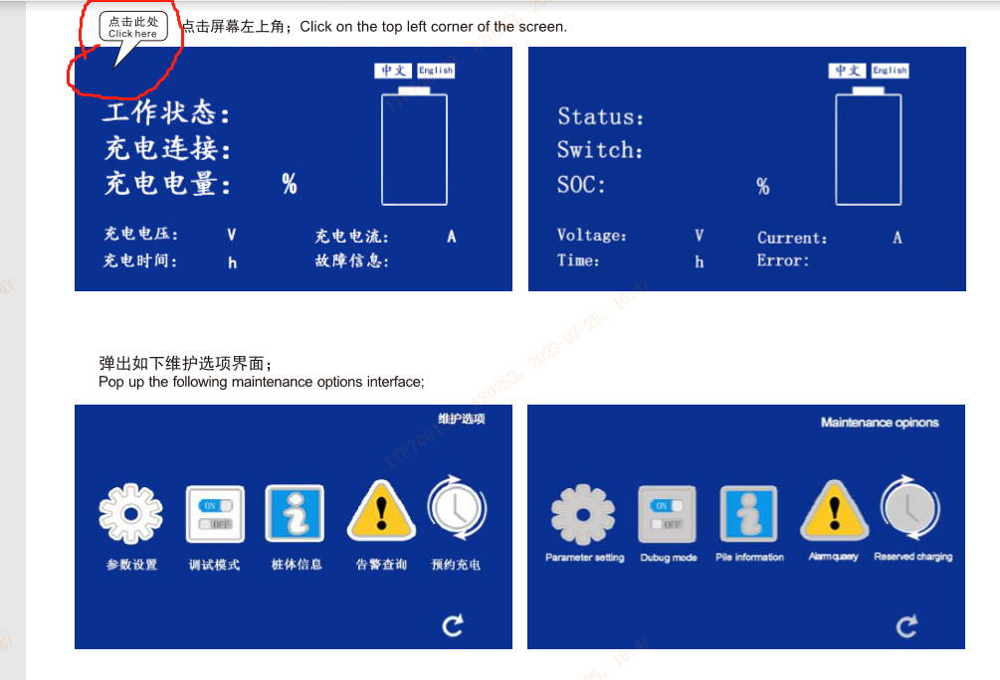 点击此处
Click here
点击屏幕左上角；Click on the top left corner of the screen.
中文 English
工作状态：
充电连接：
充电电量： %
充电电压： V 充电电流： A
充电时间： h 故障信息：
中文 English
Status:
Switch:
SOC: %
Voltage: V Current: A
Time: h Error:
弹出如下维护选项界面；
Pop up the following maintenance options interface;
维护选项
ON
OFF
参数设置 调试模式 桩体信息 告警查询 预约充电
Maintenance opinons
ON
OFF
Parameter setting Dubug mode Pile information Alarm quaery Reserved charging
2023-07-25, 10:47